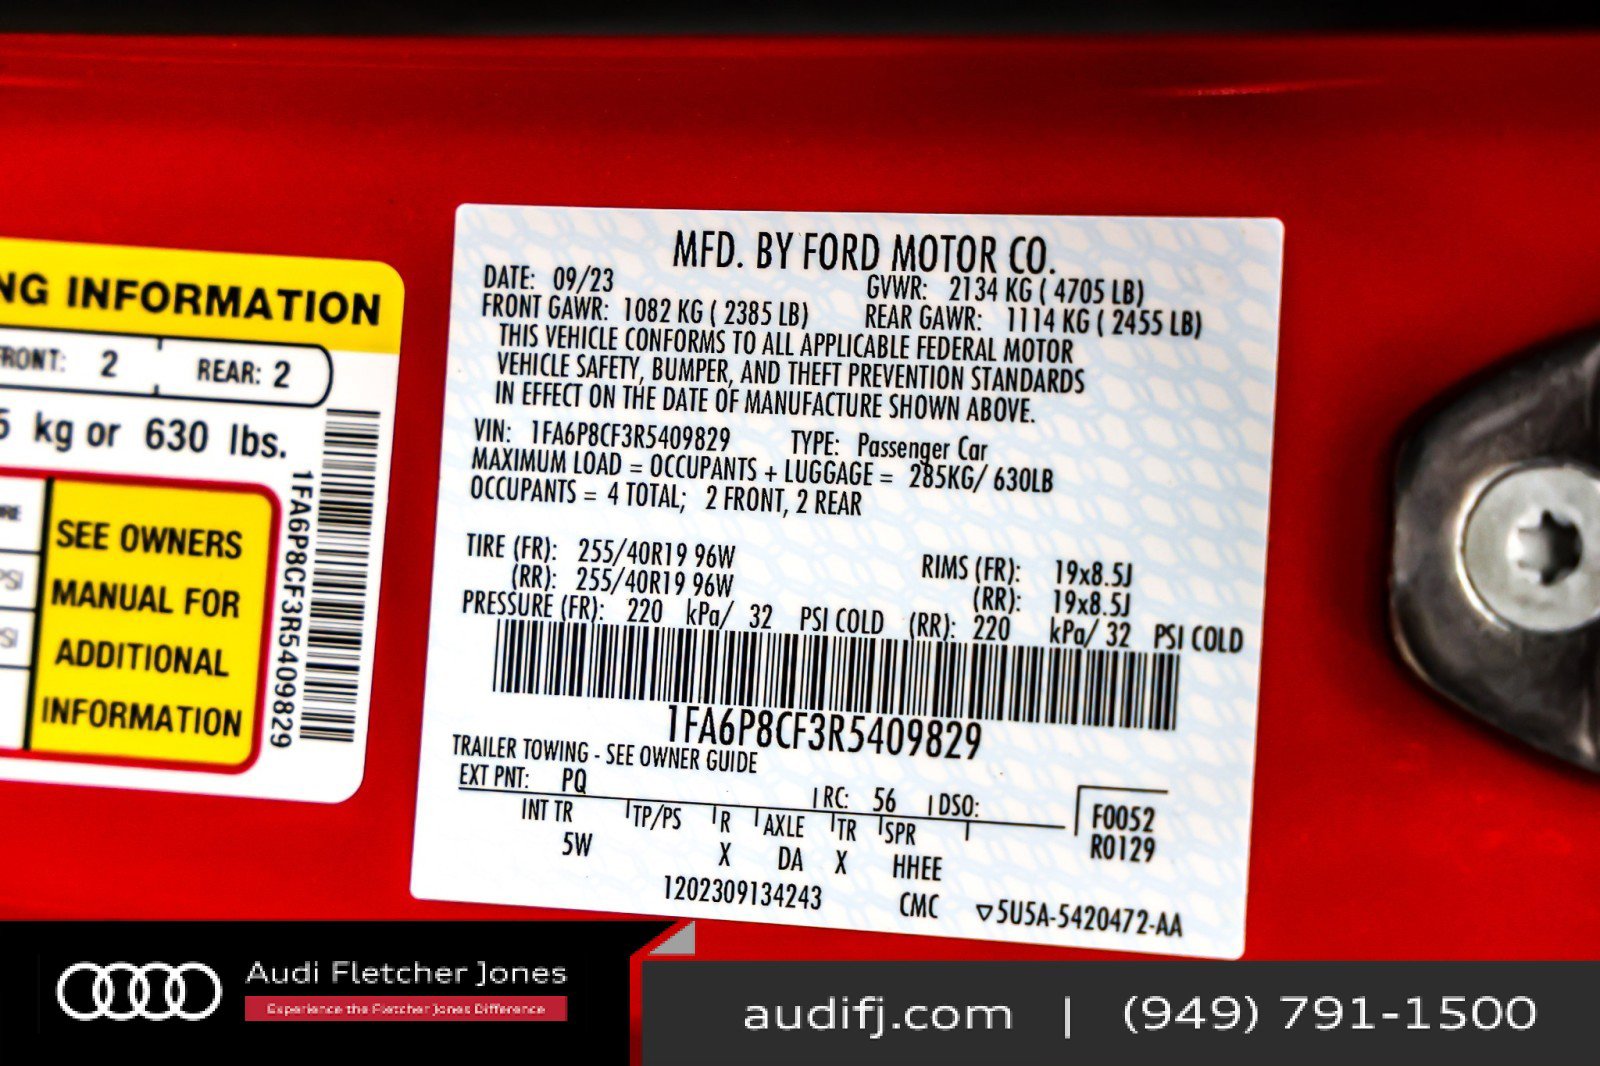 NG INFORMATION
FRONT: 2 REAR: 2
5 kg or 630 lbs.
SEE OWNERS
MANUAL FOR
ADDITIONAL
INFORMATION
1FA6P8CF3R5409829
MFD. BY FORD MOTOR CO.
DATE: 09/23 GVWR: 2134 KG ( 4705 LB)
FRONT GAWR: 1082 KG ( 2385 LB) REAR GAWR: 1114 KG ( 2455 LB)
THIS VEHICLE CONFORMS TO ALL APPLICABLE FEDERAL MOTOR
VEHICLE SAFETY, BUMPER, AND THEFT PREVENTION STANDARDS
IN EFFECT ON THE DATE OF MANUFACTURE SHOWN ABOVE.
VIN: 1FA6P8CF3R5409829 TYPE: Passenger Car
MAXIMUM LOAD = OCCUPANTS + LUGGAGE = 285KG/ 630LB
OCCUPANTS = 4 TOTAL; 2 FRONT, 2 REAR
TIRE (FR): 255/40R19 96W RIMS (FR): 19x8.5J
(RR): 255/40R19 96W (RR): 19x8.5J
PRESSURE (FR): 220 kPa/ 32 PSI COLD (RR): 220 kPa/ 32 PSI COLD
1FA6P8CF3R5409829
TRAILER TOWING - SEE OWNER GUIDE
EXT PNT: PQ RC: 56 DSO: F0052
INT TR TP/PS R AXLE TR SPR R0129
5W X DA X HHEE
1202309134243 CMC ▽5U5A-5420472-AA
Audi Fletcher Jones
Experience the Fletcher Jones Difference
audifj.com | (949) 791-1500